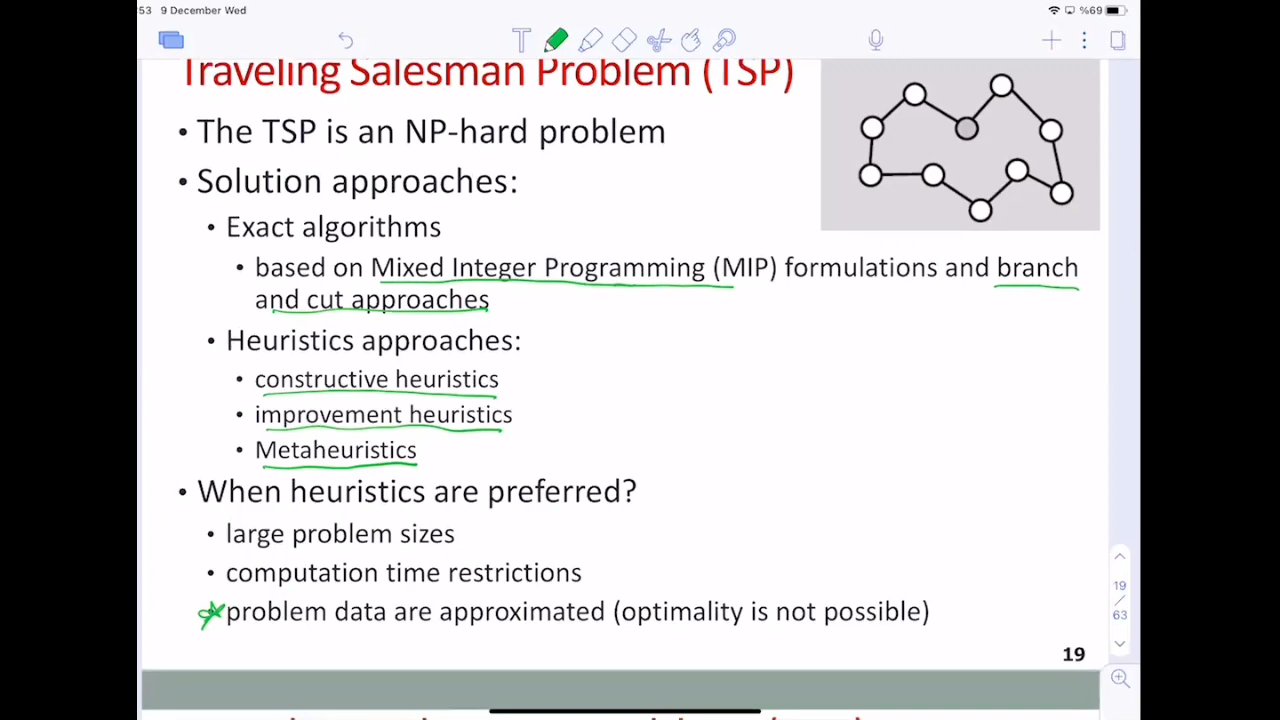 53 9 December Wed
%69
Traveling Salesman Problem (TSP)
• The TSP is an NP-hard problem
• Solution approaches:
• Exact algorithms
• based on Mixed Integer Programming (MIP) formulations and branch
and cut approaches
• Heuristics approaches:
• constructive heuristics
• improvement heuristics
• Metaheuristics
• When heuristics are preferred?
• large problem sizes
• computation time restrictions
problem data are approximated (optimality is not possible)
19
/
63
19